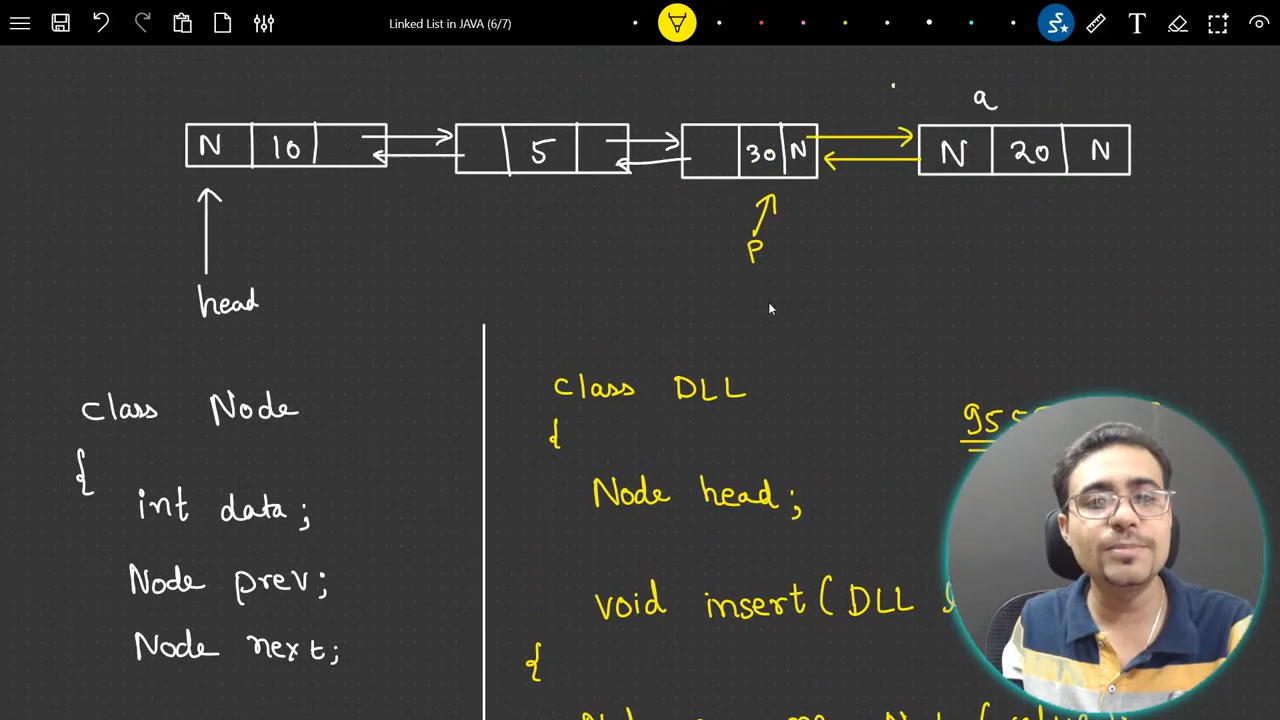 Linked List in JAVA (6/7)
T
a
N 10 5 30 N N 20 N
P
head
class Node
{
int data;
Node prev;
Node next;
class DLL
{
Node head;
void insert( DLL
{